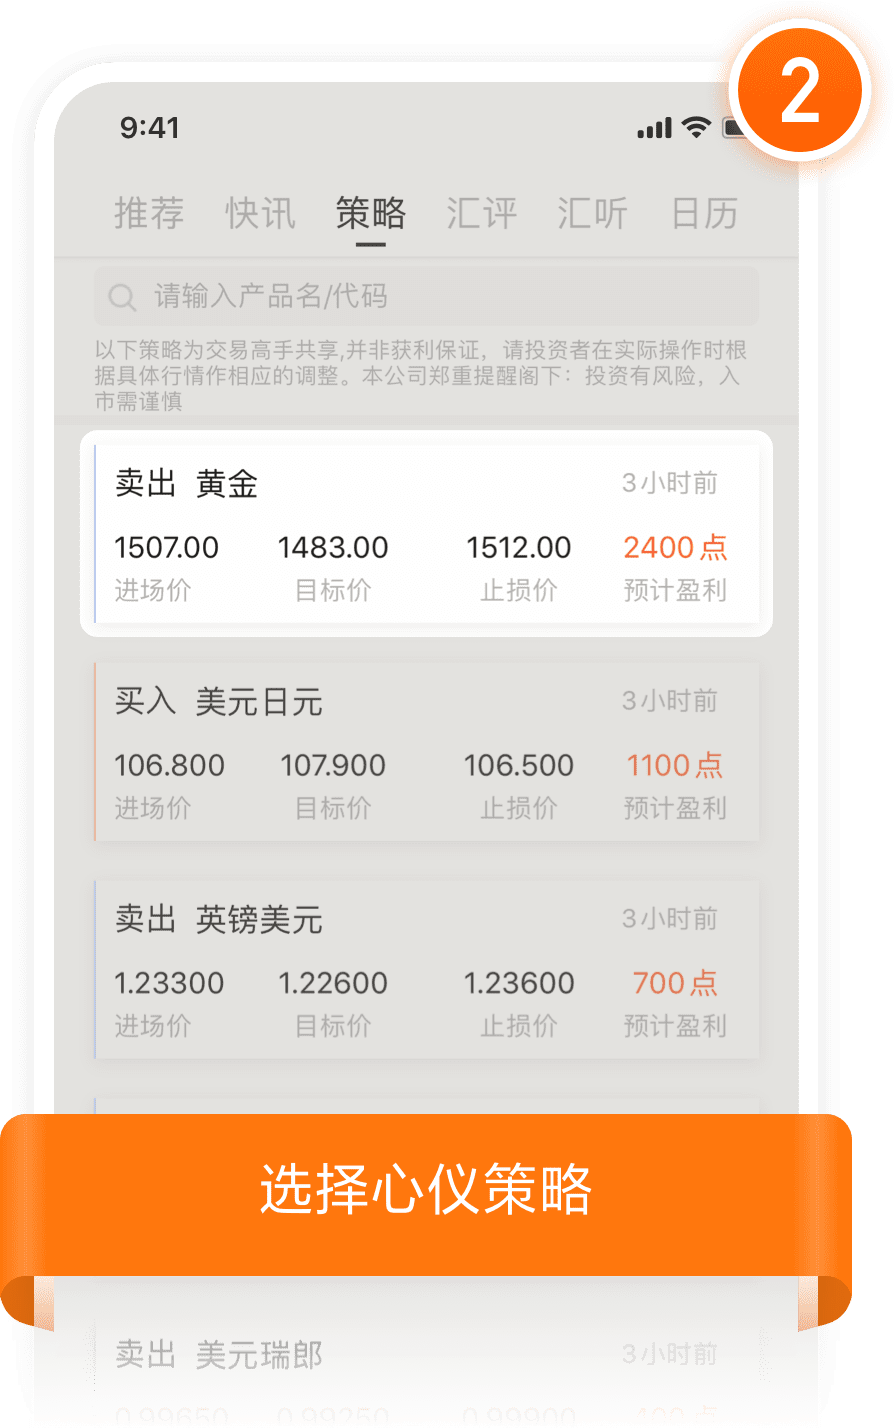 2
9:41
推荐 快讯 策略 汇评 汇听 日历
请输入产品名/代码
以下策略为交易高手共享,并非获利保证，请投资者在实际操作时根
据具体行情作相应的调整。本公司郑重提醒阁下：投资有风险，入
市需谨慎
卖出 黄金 3小时前
1507.00 1483.00 1512.00 2400点
进场价 目标价 止损价 预计盈利
买入 美元日元 3小时前
106.800 107.900 106.500 1100点
进场价 目标价 止损价 预计盈利
卖出 英镑美元 3小时前
1.23300 1.22600 1.23600 700点
进场价 目标价 止损价 预计盈利
选择心仪策略
卖出 美元瑞郎 3小时前
0.99650 0.99250 0.99900 400点